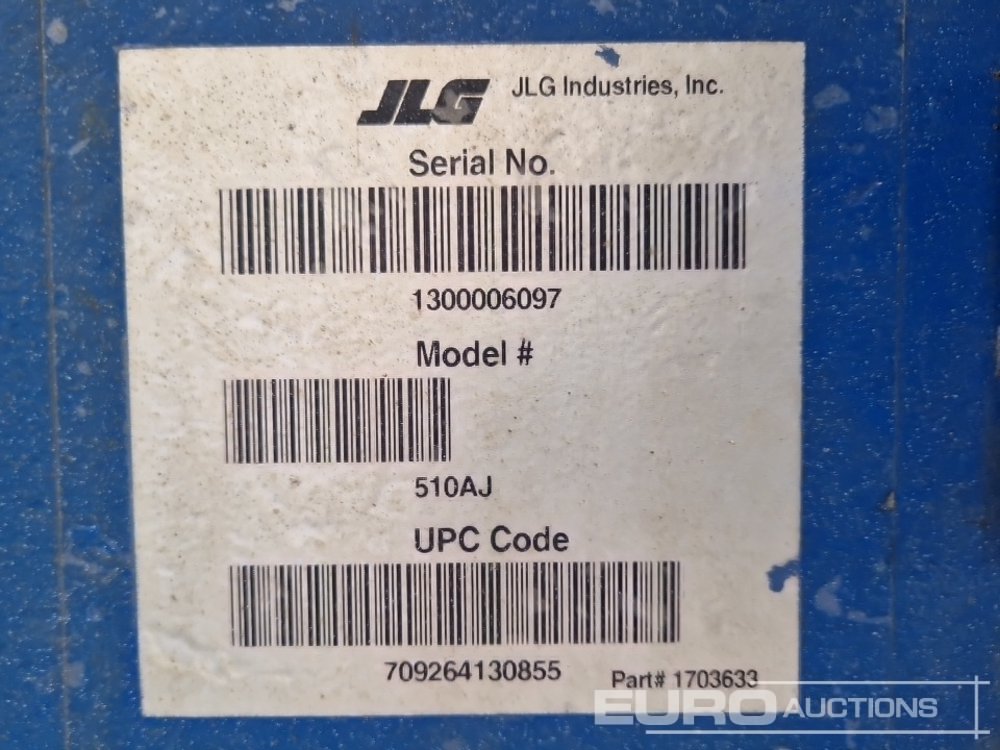 JLG JLG Industries, Inc.
Serial No.
1300006097
Model #
510AJ
UPC Code
709264130855
Part# 1703633
EURO AUCTIONS